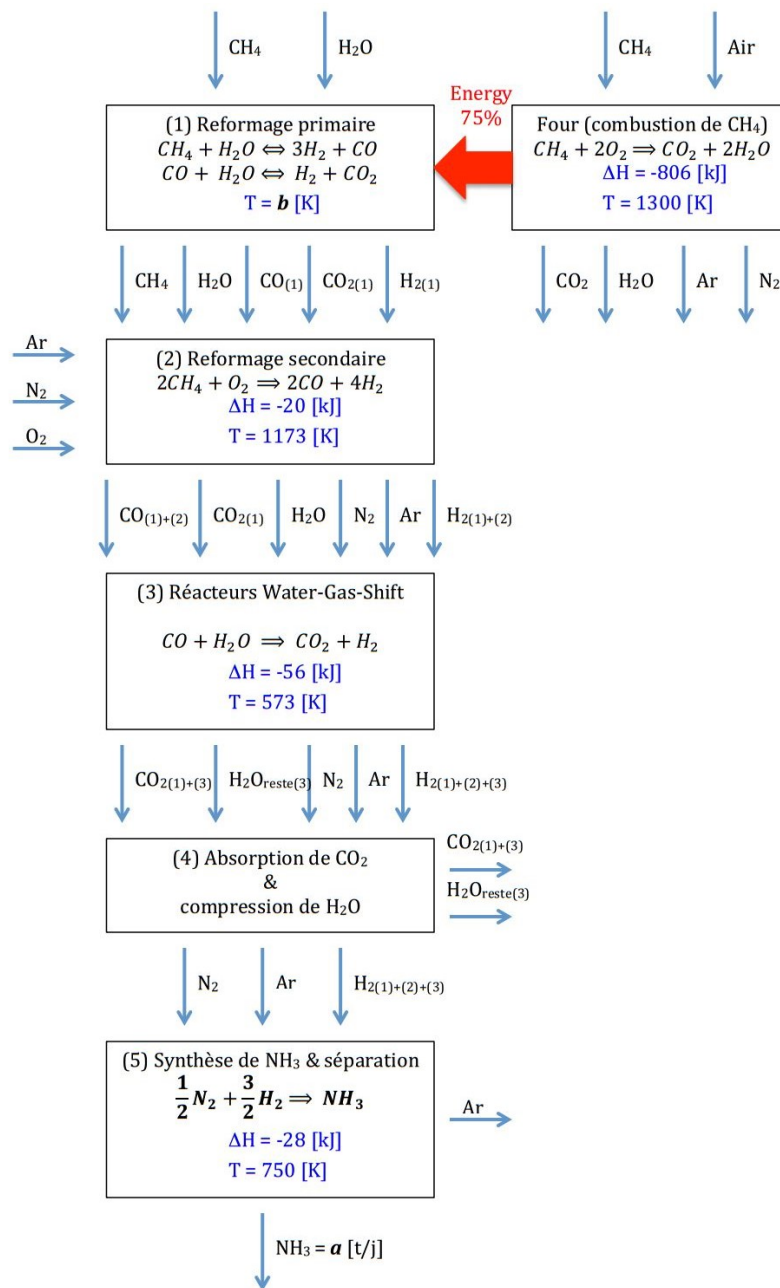 CH₄
H₂O
CH₄
Air
Energy
75%
(1) Reformage primaire
CH₄ + H₂O ⇔ 3H₂ + CO
CO + H₂O ⇔ H₂ + CO₂
T = b [K]
Four (combustion de CH₄)
CH₄ + 2O₂ ⇒ CO₂ + 2H₂O
ΔH = -806 [kJ]
T = 1300 [K]
CH₄
H₂O
CO₍₁₎
CO₂₍₁₎
H₂₍₁₎
CO₂
H₂O
Ar
N₂
Ar
N₂
O₂
(2) Reformage secondaire
2CH₄ + O₂ ⇒ 2CO + 4H₂
ΔH = -20 [kJ]
T = 1173 [K]
CO₍₁₎₊₍₂₎
CO₂₍₁₎
H₂O
N₂
Ar
H₂₍₁₎₊₍₂₎
(3) Réacteurs Water-Gas-Shift
CO + H₂O ⇒ CO₂ + H₂
ΔH = -56 [kJ]
T = 573 [K]
CO₂₍₁₎₊₍₃₎
H₂Oreste(3)
N₂
Ar
H₂₍₁₎₊₍₂₎₊₍₃₎
(4) Absorption de CO₂
&
compression de H₂O
CO₂₍₁₎₊₍₃₎
H₂Oreste(3)
N₂
Ar
H₂₍₁₎₊₍₂₎₊₍₃₎
(5) Synthèse de NH₃ & séparation
1/2 N₂ + 3/2 H₂ ⇒ NH₃
ΔH = -28 [kJ]
T = 750 [K]
Ar
NH₃ = a [t/j]